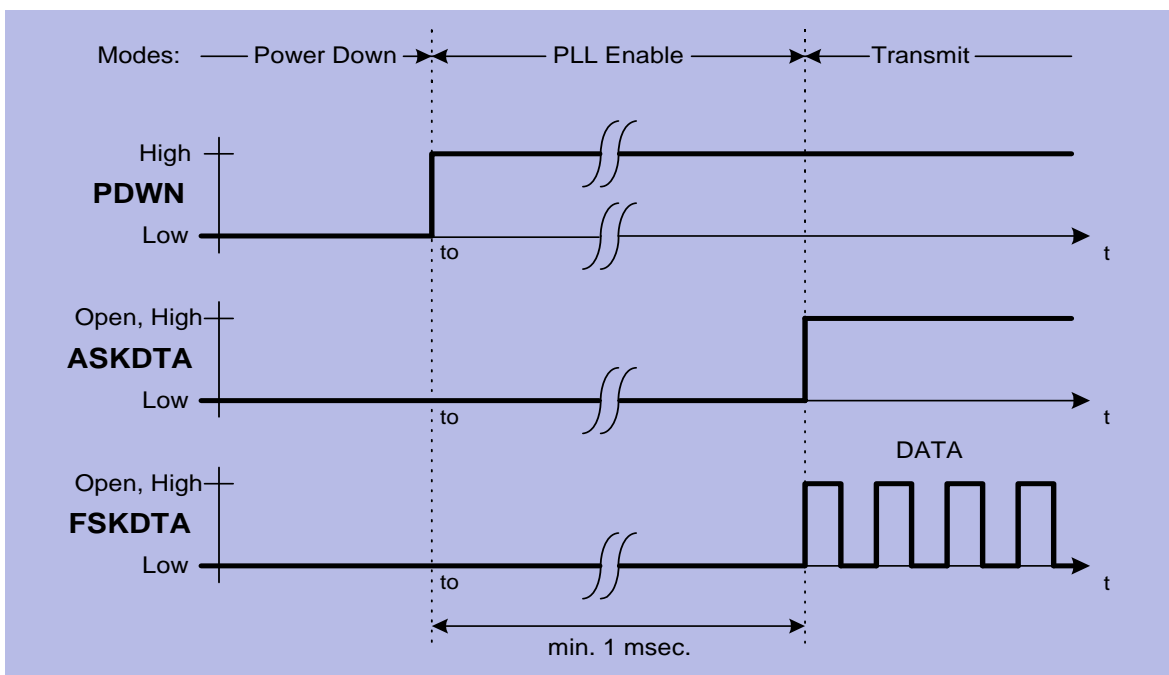 Modes: Power Down PLL Enable Transmit
High
PDWN
Low
to
t
Open, High
ASKDTA
Low
to
t
DATA
Open, High
FSKDTA
Low
to
t
min. 1 msec.